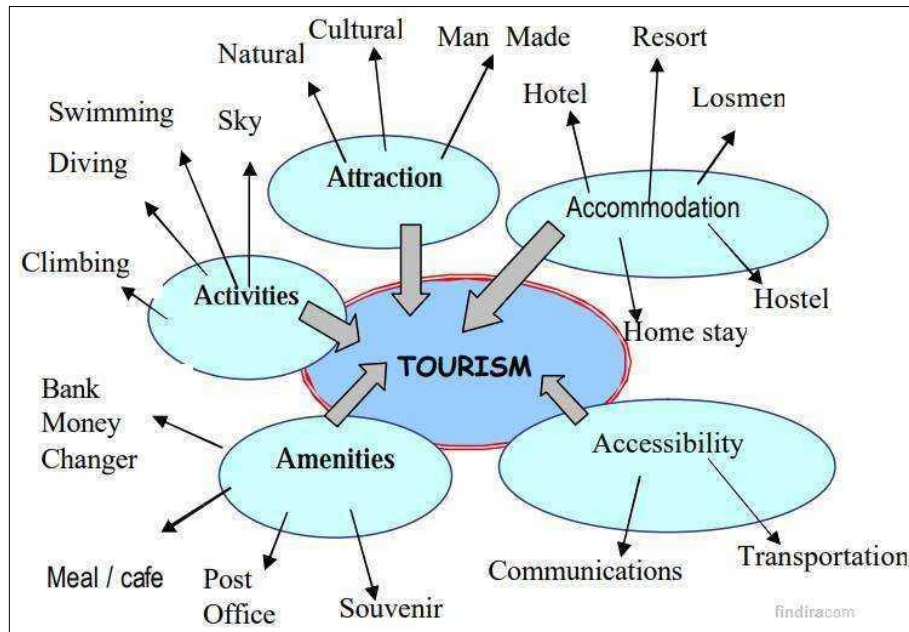 Natural
Cultural
Man Made
Resort
Hotel
Losmen
Swimming
Sky
Diving
Attraction
Accommodation
Climbing
Activities
Hostel
Home stay
TOURISM
Bank
Money
Changer
Amenities
Accessibility
Meal / cafe
Post
Office
Souvenir
Communications
Transportation
findiracom